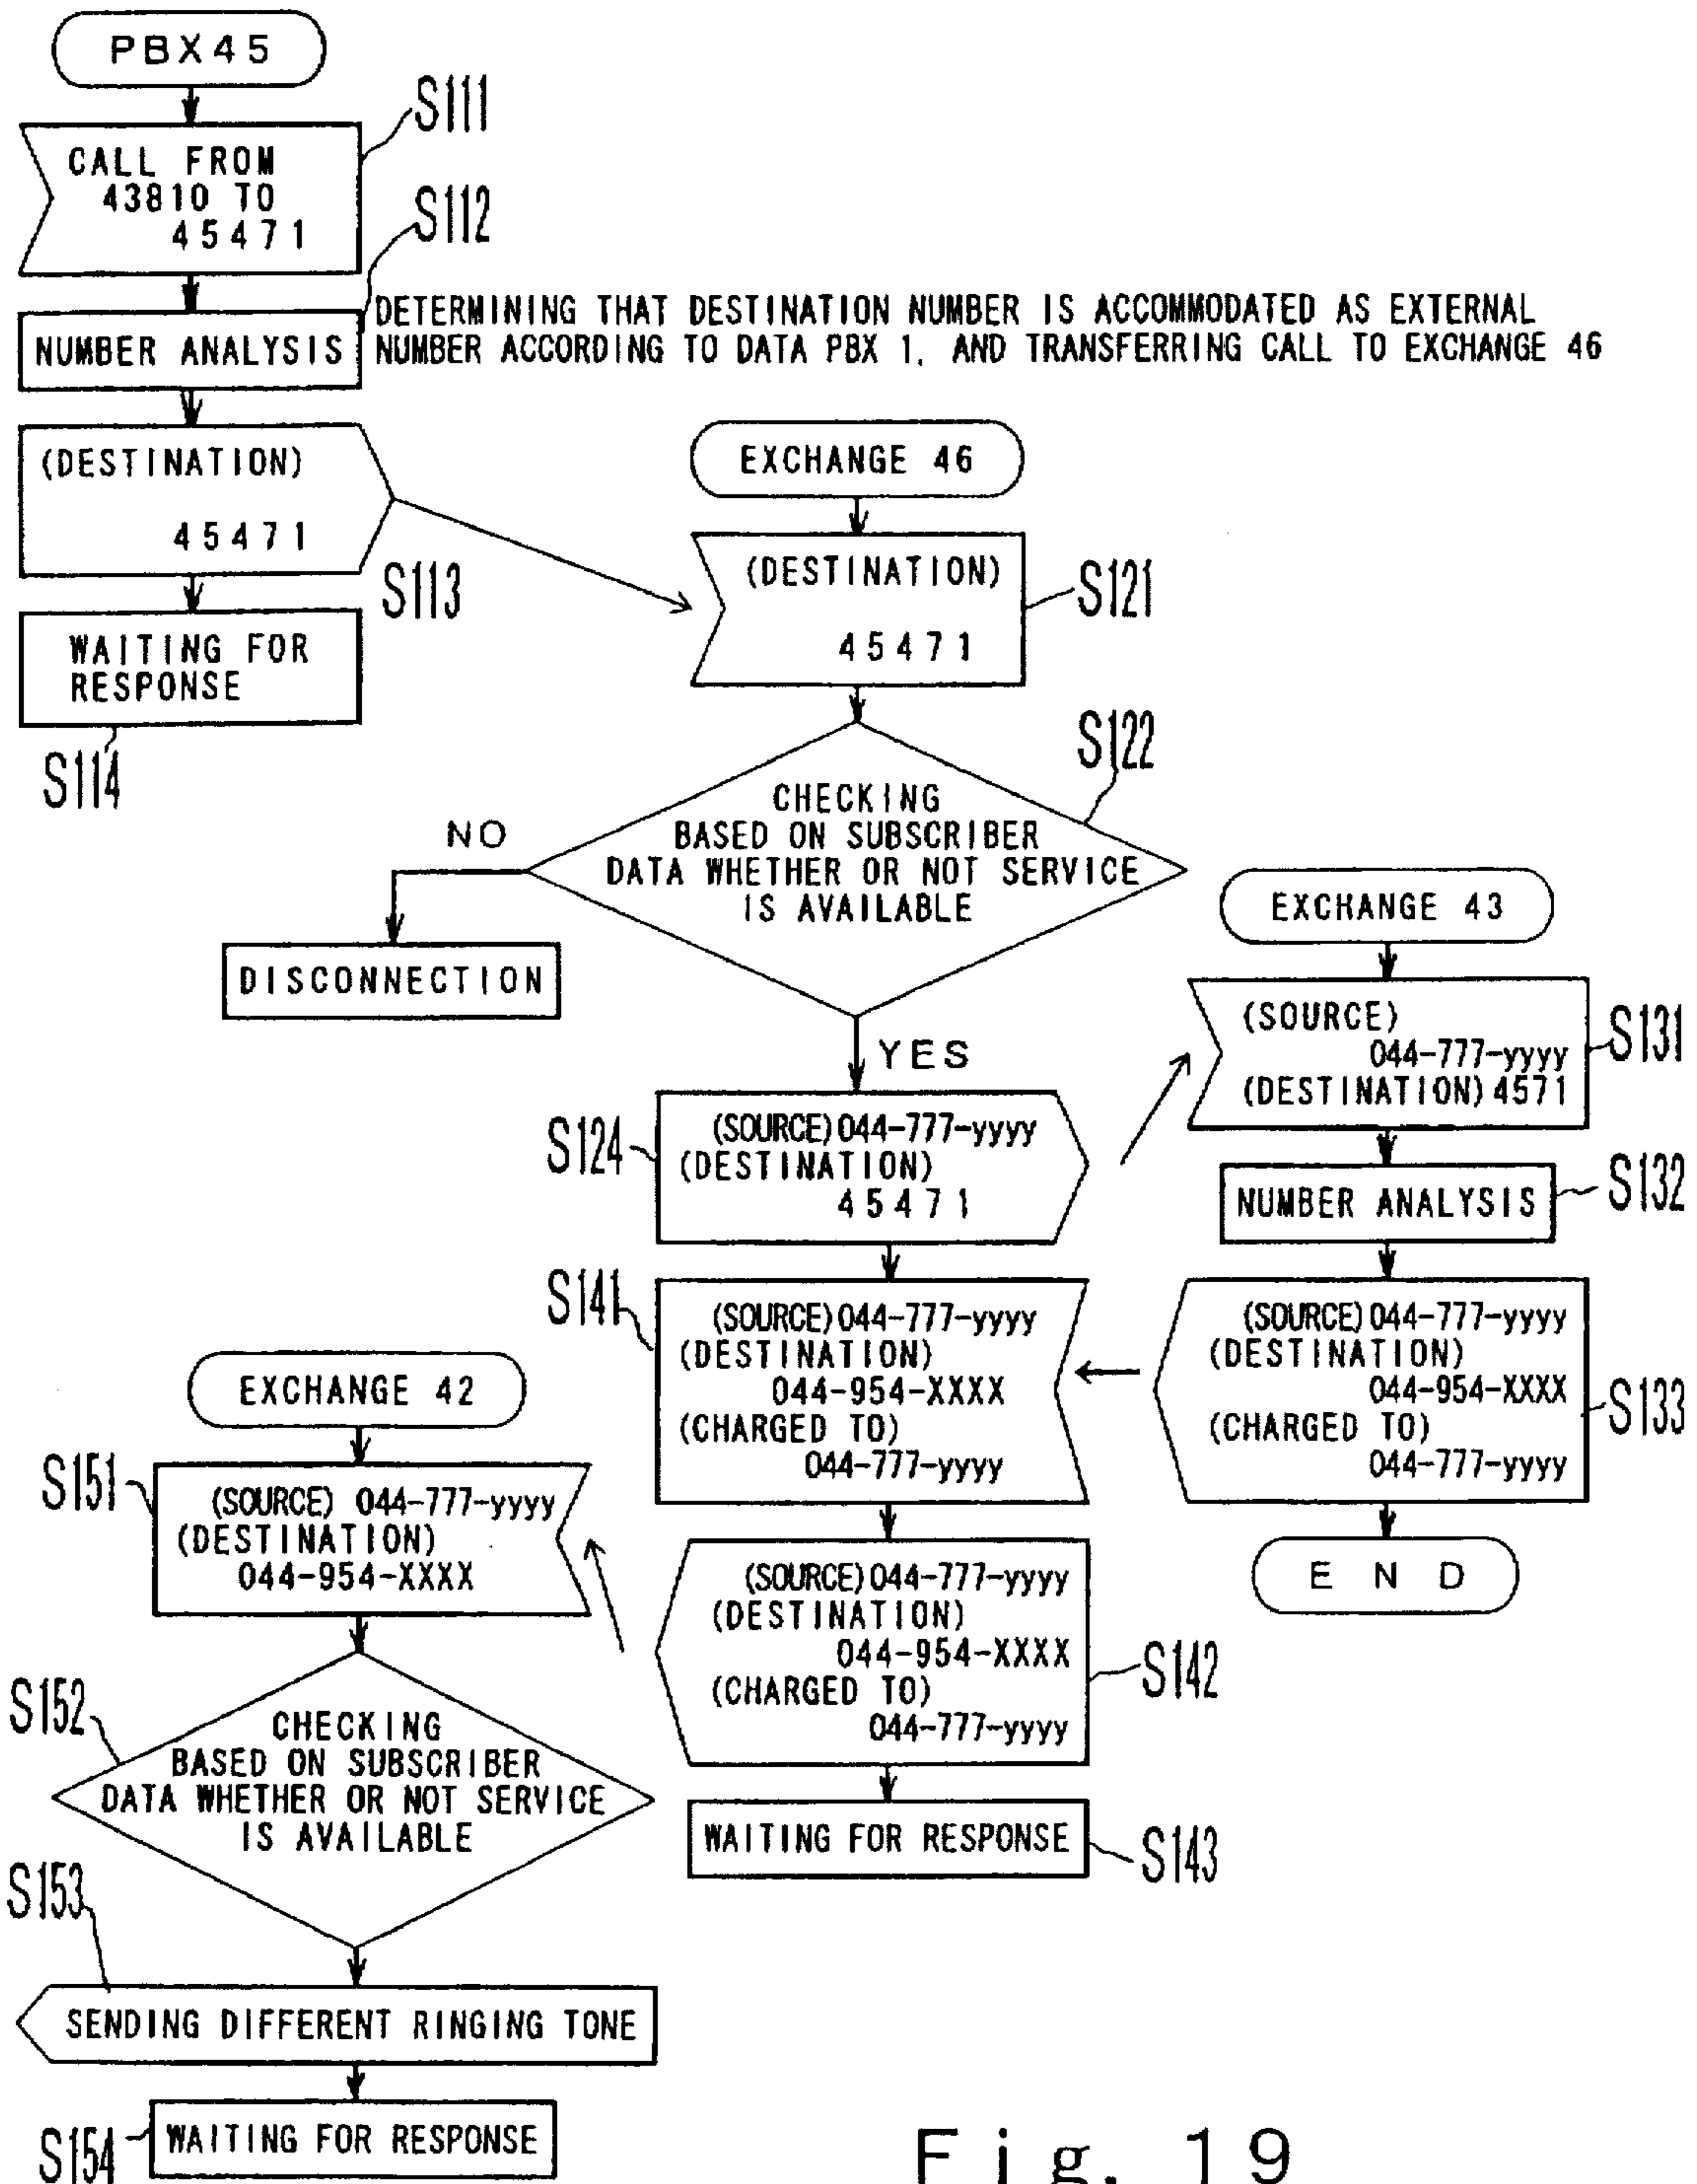 PBX45
S111
CALL FROM
43810 TO
45471
S112
NUMBER ANALYSIS
DETERMINING THAT DESTINATION NUMBER IS ACCOMMODATED AS EXTERNAL
NUMBER ACCORDING TO DATA PBX 1, AND TRANSFERRING CALL TO EXCHANGE 46
(DESTINATION)
45471
S113
WAITING FOR
RESPONSE
S114
EXCHANGE 46
(DESTINATION)
45471
S121
S122
CHECKING
BASED ON SUBSCRIBER
DATA WHETHER OR NOT SERVICE
IS AVAILABLE
NO
DISCONNECTION
YES
S124
(SOURCE) 044-777-yyyy
(DESTINATION)
45471
EXCHANGE 43
(SOURCE)
044-777-yyyy
(DESTINATION) 4571
S131
NUMBER ANALYSIS
S132
(SOURCE) 044-777-yyyy
(DESTINATION)
044-954-XXXX
(CHARGED TO)
044-777-yyyy
S133
END
S141
(SOURCE) 044-777-yyyy
(DESTINATION)
044-954-XXXX
(CHARGED TO)
044-777-yyyy
(SOURCE) 044-777-yyyy
(DESTINATION)
044-954-XXXX
(CHARGED TO)
044-777-yyyy
S142
WAITING FOR RESPONSE
S143
EXCHANGE 42
S151
(SOURCE) 044-777-yyyy
(DESTINATION)
044-954-XXXX
S152
CHECKING
BASED ON SUBSCRIBER
DATA WHETHER OR NOT SERVICE
IS AVAILABLE
S153
SENDING DIFFERENT RINGING TONE
S154
WAITING FOR RESPONSE
Fig. 19